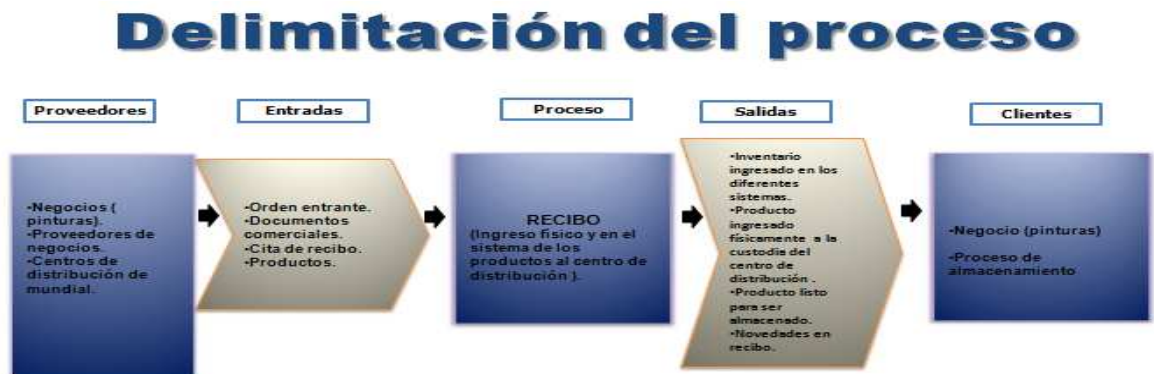 Delimitación del proceso
Proveedores
Entradas
Proceso
Salidas
Clientes
•Negocios (
pinturas).
•Proveedores de
negocios.
•Centros de
distribución de
mundial.
•Orden entrante.
•Documentos
comerciales.
•Cita de recibo.
•Productos.
RECIBO
(Ingreso físico y en el
sistema de los
productos al centro de
distribución ).
•Inventario
ingresado en los
diferentes
sistemas.
•Producto
ingresado
físicamente a la
custodia del
centro de
distribución .
•Producto listo
para ser
almacenado.
•Novedades en
recibo.
•Negocio (pinturas)
•Proceso de
almacenamiento